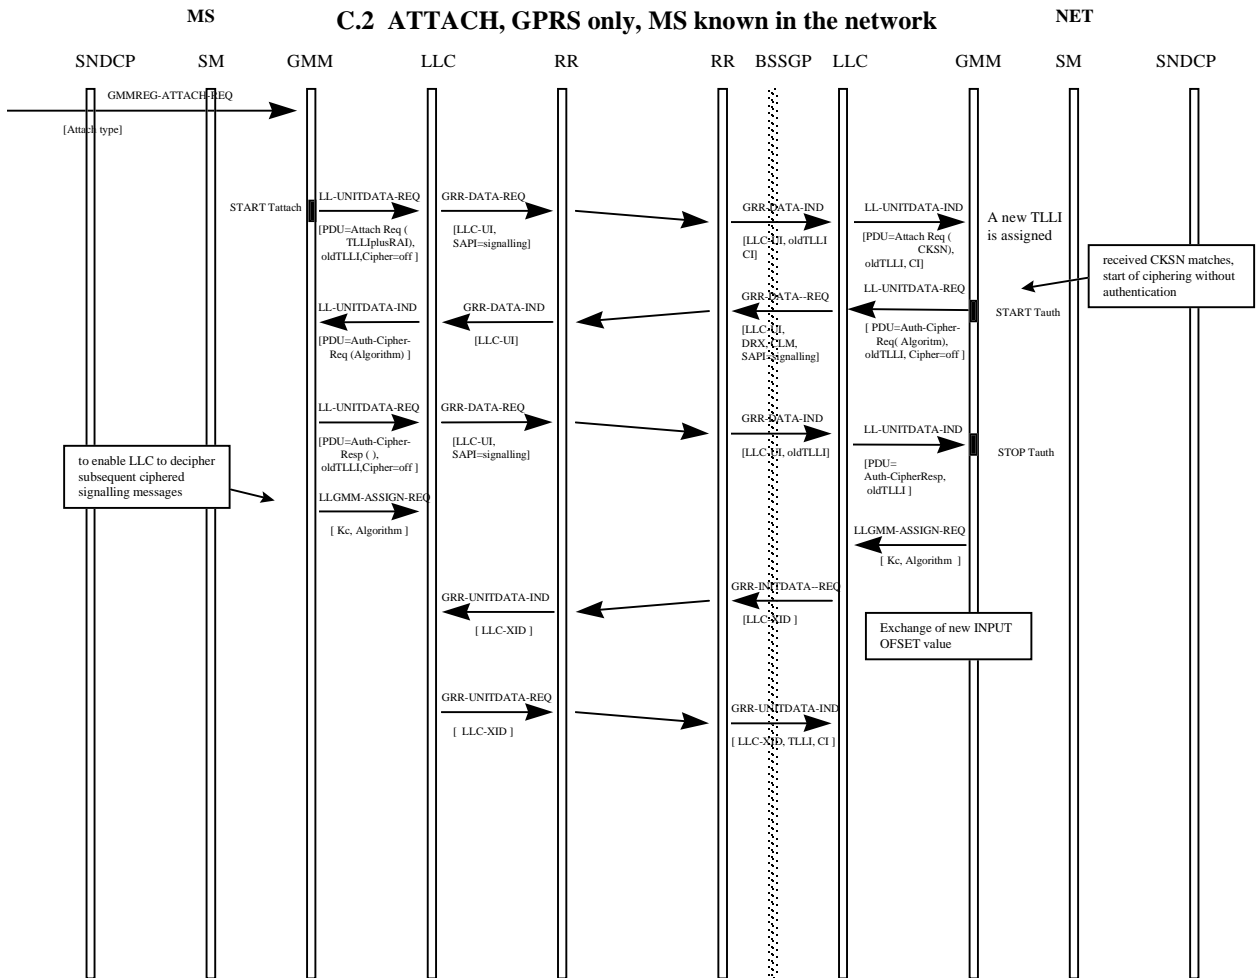 MS
C.2 ATTACH, GPRS only, MS known in the network
NET
SNDCP SM GMM LLC RR RR BSSGP LLC GMM SM SNDCP
GMMREG-ATTACH-REQ
[Attach type]
START Tattach
LL-UNITDATA-REQ
[PDU=Attach Req (
TLLIplusRAI),
oldTLLI,Cipher=off ]
GRR-DATA-REQ
[LLC-UI,
SAPI=signalling]
GRR-DATA-IND
[LLC-UI, oldTLLI
CI]
LL-UNITDATA-IND
[PDU=Attach Req (
CKSN),
oldTLLI, CI]
A new TLLI
is assigned
received CKSN matches,
start of ciphering without
authentication
LL-UNITDATA-REQ
START Tauth
[ PDU=Auth-Cipher-
Req( Algoritm),
oldTLLI, Cipher=off ]
GRR-DATA--REQ
[LLC-UI,
DRX, CLM,
SAPI=signalling]
GRR-DATA-IND
[LLC-UI]
LL-UNITDATA-IND
[PDU=Auth-Cipher-
Req (Algorithm) ]
LL-UNITDATA-REQ
[PDU=Auth-Cipher-
Resp ( ),
oldTLLI,Cipher=off ]
GRR-DATA-REQ
[LLC-UI,
SAPI=signalling]
GRR-DATA-IND
[LLC-UI, oldTLLI]
LL-UNITDATA-IND
[PDU=
Auth-CipherResp,
oldTLLI ]
STOP Tauth
to enable LLC to decipher
subsequent ciphered
signalling messages
LLGMM-ASSIGN-REQ
[ Kc, Algorithm ]
LLGMM-ASSIGN-REQ
[ Kc, Algorithm ]
GRR-UNITDATA-IND
[ LLC-XID ]
GRR-INITDATA--REQ
[LLC-XID ]
Exchange of new INPUT
OFSET value
GRR-UNITDATA-REQ
[ LLC-XID ]
GRR-UNITDATA-IND
[ LLC-XID, TLLI, CI ]